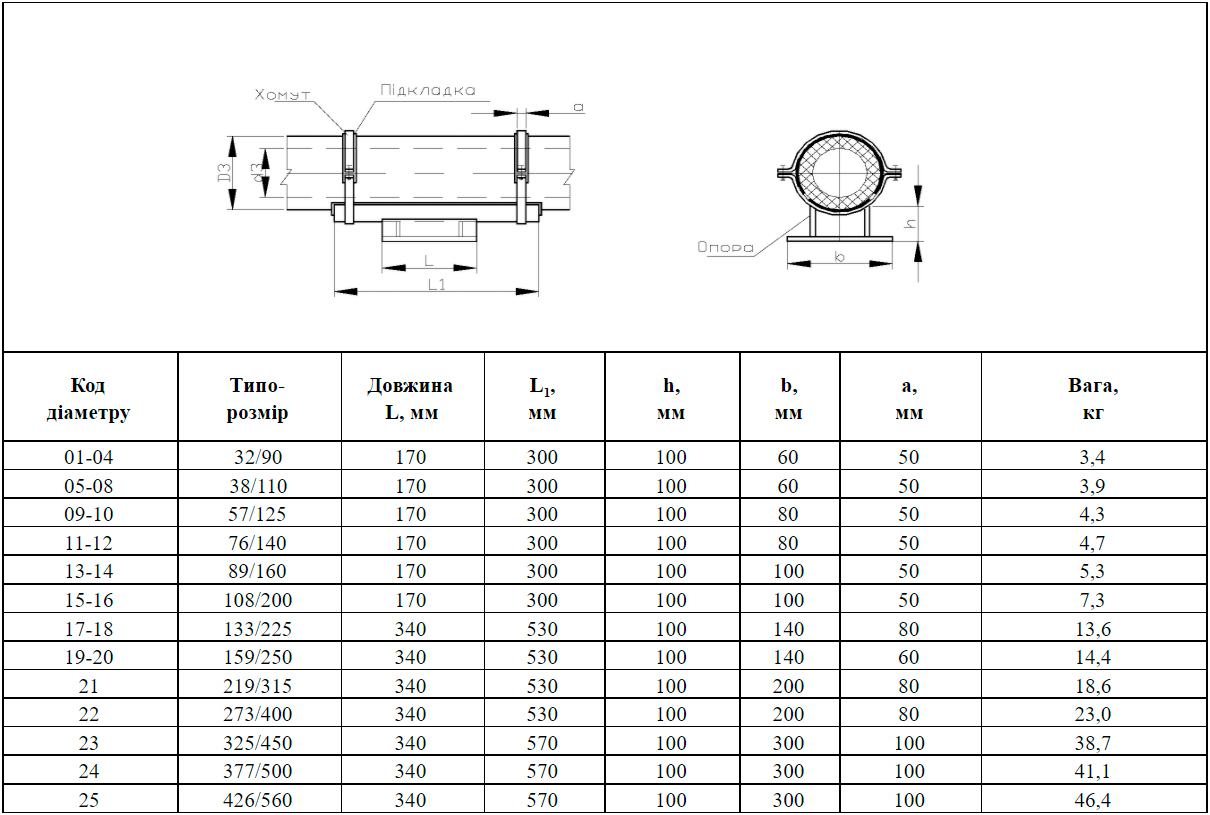 Хомут
Підкладка
a
D3
d3
L
L1
Опора
h
b
Код діаметру Типо-розмір Довжина L, мм L1, мм h, мм b, мм a, мм Вага, кг
01-04 32/90 170 300 100 60 50 3,4
05-08 38/110 170 300 100 60 50 3,9
09-10 57/125 170 300 100 80 50 4,3
11-12 76/140 170 300 100 80 50 4,7
13-14 89/160 170 300 100 100 50 5,3
15-16 108/200 170 300 100 100 50 7,3
17-18 133/225 340 530 100 140 80 13,6
19-20 159/250 340 530 100 140 60 14,4
21 219/315 340 530 100 200 80 18,6
22 273/400 340 530 100 200 80 23,0
23 325/450 340 570 100 300 100 38,7
24 377/500 340 570 100 300 100 41,1
25 426/560 340 570 100 300 100 46,4